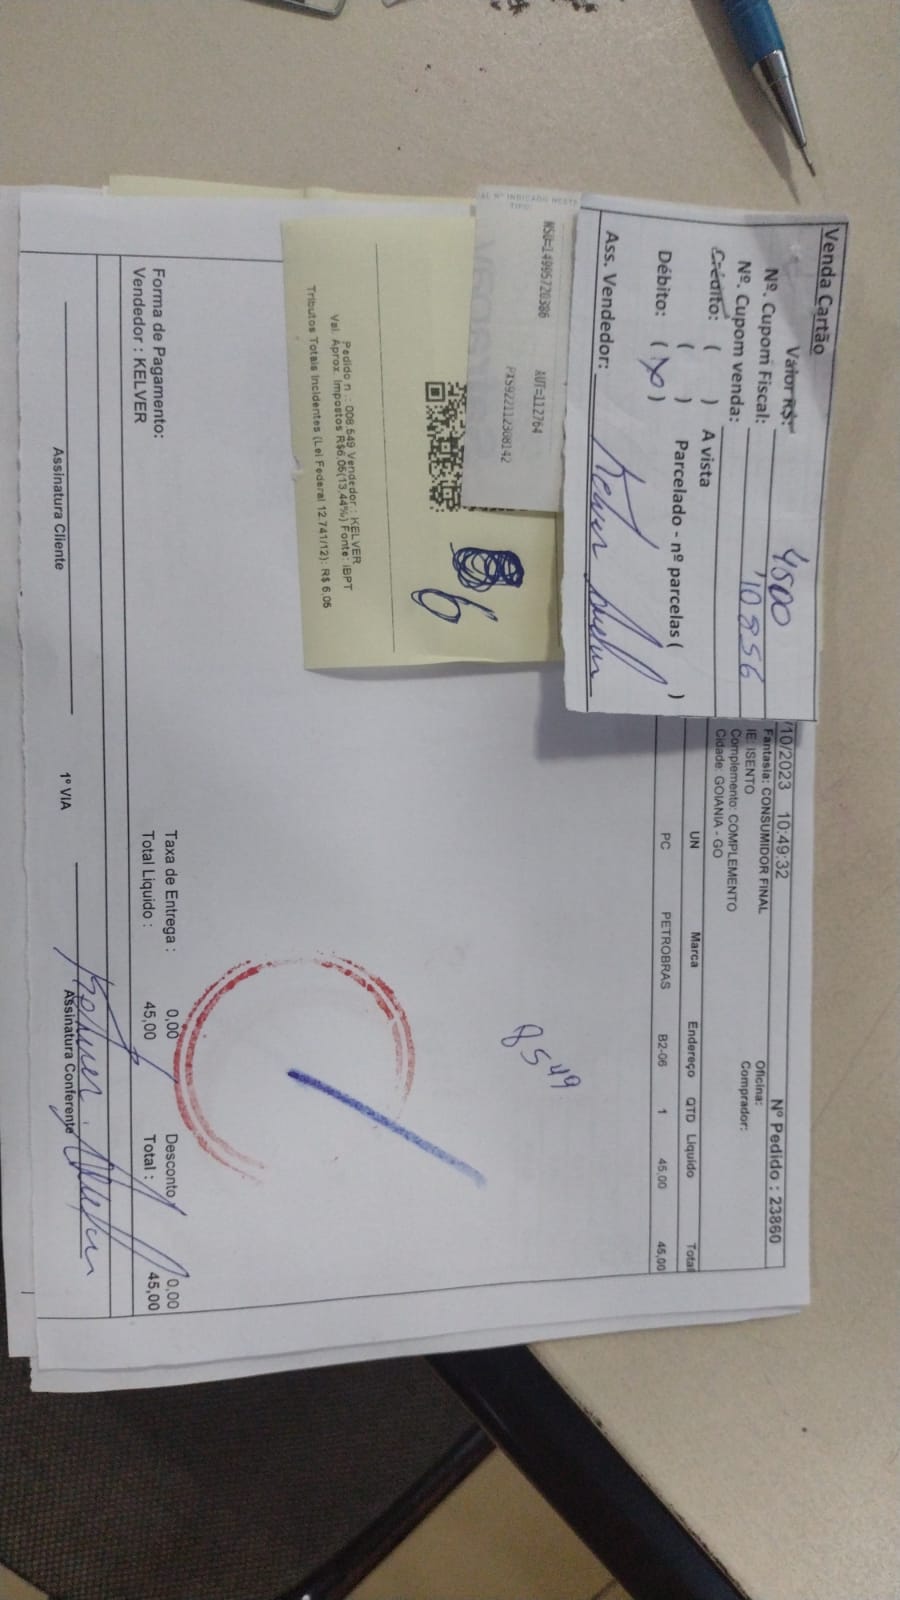 Venda Cartão
Valor R$: 4500
Nº. Cupom Fiscal: 10856
Nº. Cupom venda:
Crédito: ( ) A vista
( ) Parcelado - nº parcelas ( )
Débito: (X)
Ass. Vendedor: Kelver
/10/2023 10:49:32 Nº Pedido : 23860
Fantasia: CONSUMIDOR FINAL Oficina:
IE: ISENTO Comprador:
Complemento: COMPLEMENTO
Cidade: GOIANIA - GO
UN Marca Endereço QTD Liquido Total
PC PETROBRAS B2-06 1 45,00 45,00
NSU=14995720386 AUT=112764
PXS922112308142
8549
6
Pedido n .: 008.549 Vendedor : KELVER
Val. Aprox. Impostos R$6,05(13,44%) Fonte: IBPT
Tributos Totais Incidentes (Lei Federal 12.741/12): R$ 6,05
Taxa de Entrega : 0,00 Desconto 0,00
Forma de Pagamento: Total Liquido : 45,00 Total : 45,00
Vendedor : KELVER
Kelver
Assinatura Cliente 1º VIA Assinatura Conferente